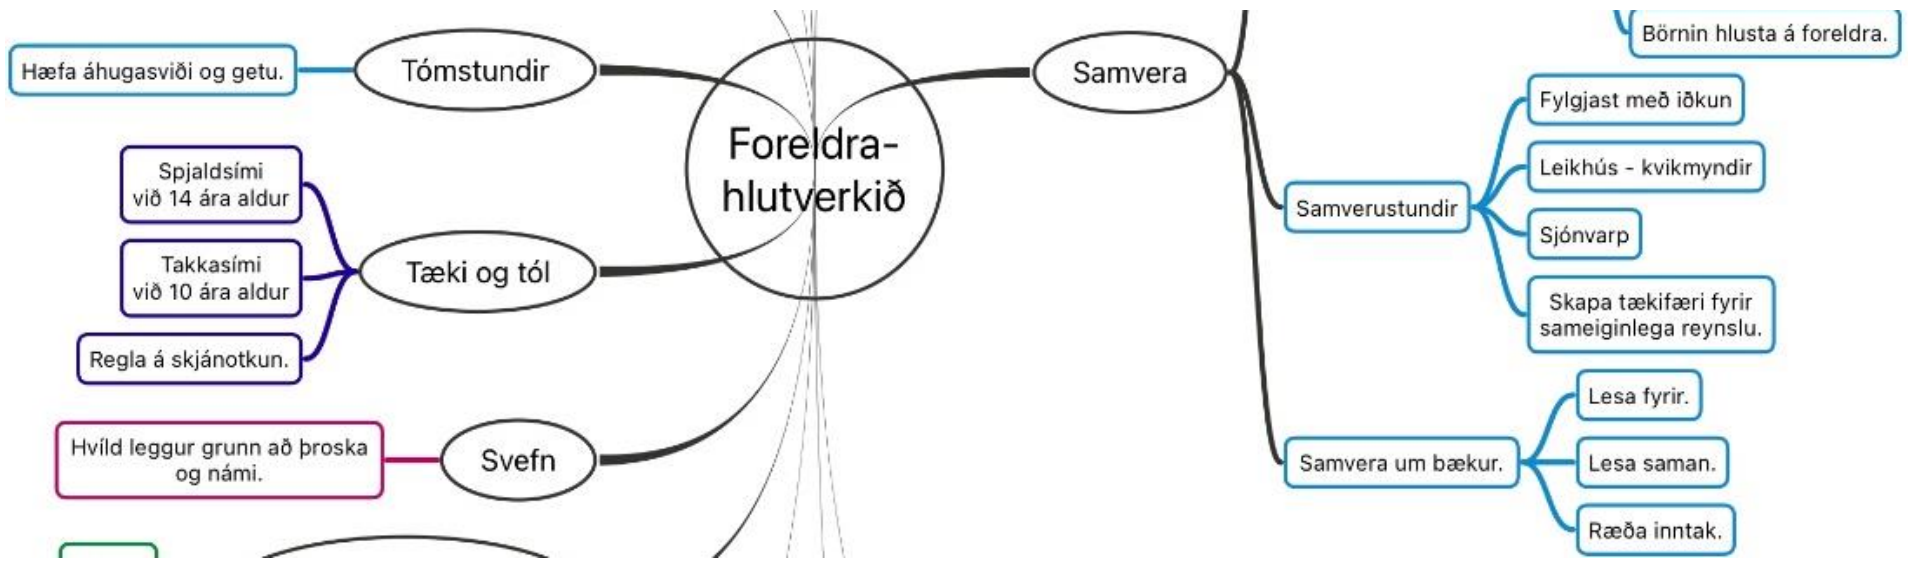 Foreldra-
hlutverkið
Tómstundir
Hæfa áhugasviði og getu.
Tæki og tól
Spjaldsími
við 14 ára aldur
Takkasími
við 10 ára aldur
Regla á skjánotkun.
Svefn
Hvíld leggur grunn að þroska
og námi.
Samvera
Börnin hlusta á foreldra.
Samverustundir
Fylgjast með iðkun
Leikhús - kvikmyndir
Sjónvarp
Skapa tækifæri fyrir
sameiginlega reynslu.
Samvera um bækur.
Lesa fyrir.
Lesa saman.
Ræða inntak.